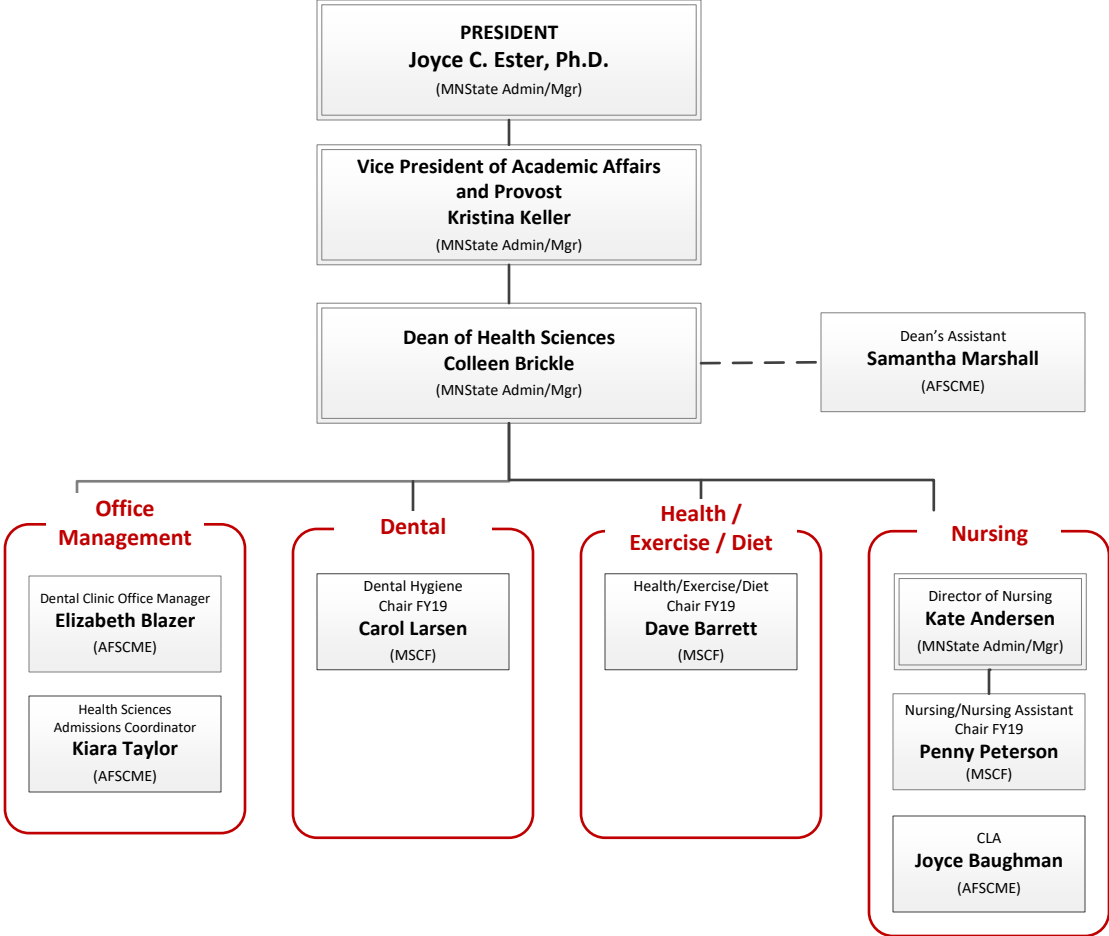 PRESIDENT
Joyce C. Ester, Ph.D.
(MNState Admin/Mgr)
Vice President of Academic Affairs
and Provost
Kristina Keller
(MNState Admin/Mgr)
Dean of Health Sciences
Colleen Brickle
(MNState Admin/Mgr)
Dean’s Assistant
Samantha Marshall
(AFSCME)
Office
Management
Dental Clinic Office Manager
Elizabeth Blazer
(AFSCME)
Health Sciences
Admissions Coordinator
Kiara Taylor
(AFSCME)
Dental
Dental Hygiene
Chair FY19
Carol Larsen
(MSCF)
Health /
Exercise / Diet
Health/Exercise/Diet
Chair FY19
Dave Barrett
(MSCF)
Nursing
Director of Nursing
Kate Andersen
(MNState Admin/Mgr)
Nursing/Nursing Assistant
Chair FY19
Penny Peterson
(MSCF)
CLA
Joyce Baughman
(AFSCME)